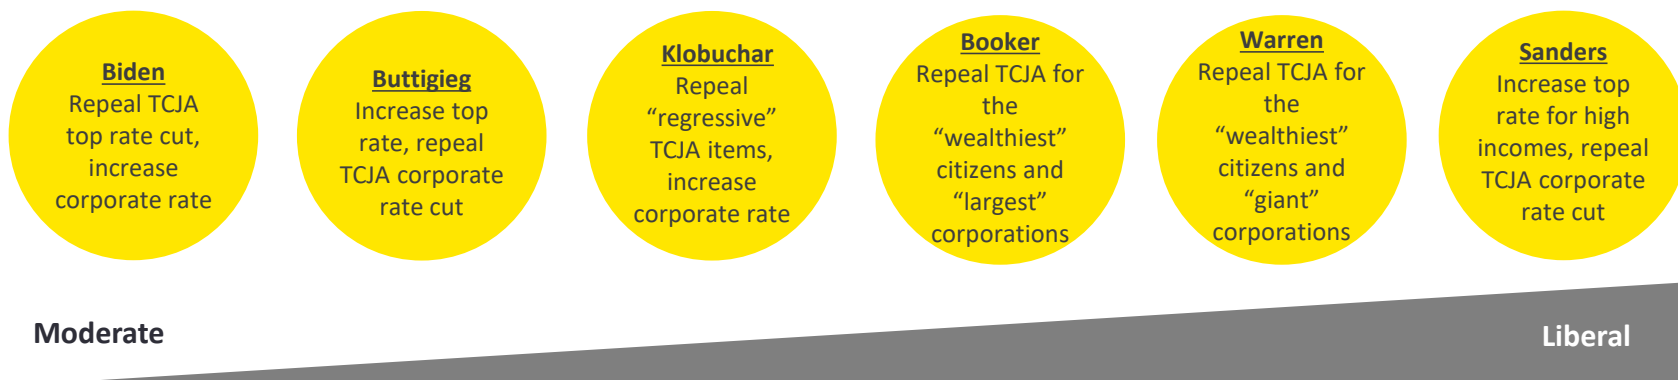 Biden
Repeal TCJA
top rate cut,
increase
corporate rate
Buttigieg
Increase top
rate, repeal
TCJA corporate
rate cut
Klobuchar
Repeal
“regressive”
TCJA items,
increase
corporate rate
Booker
Repeal TCJA for
the
“wealthiest”
citizens and
“largest”
corporations
Warren
Repeal TCJA for
the
“wealthiest”
citizens and
“giant”
corporations
Sanders
Increase top
rate for high
incomes, repeal
TCJA corporate
rate cut
Moderate
Liberal